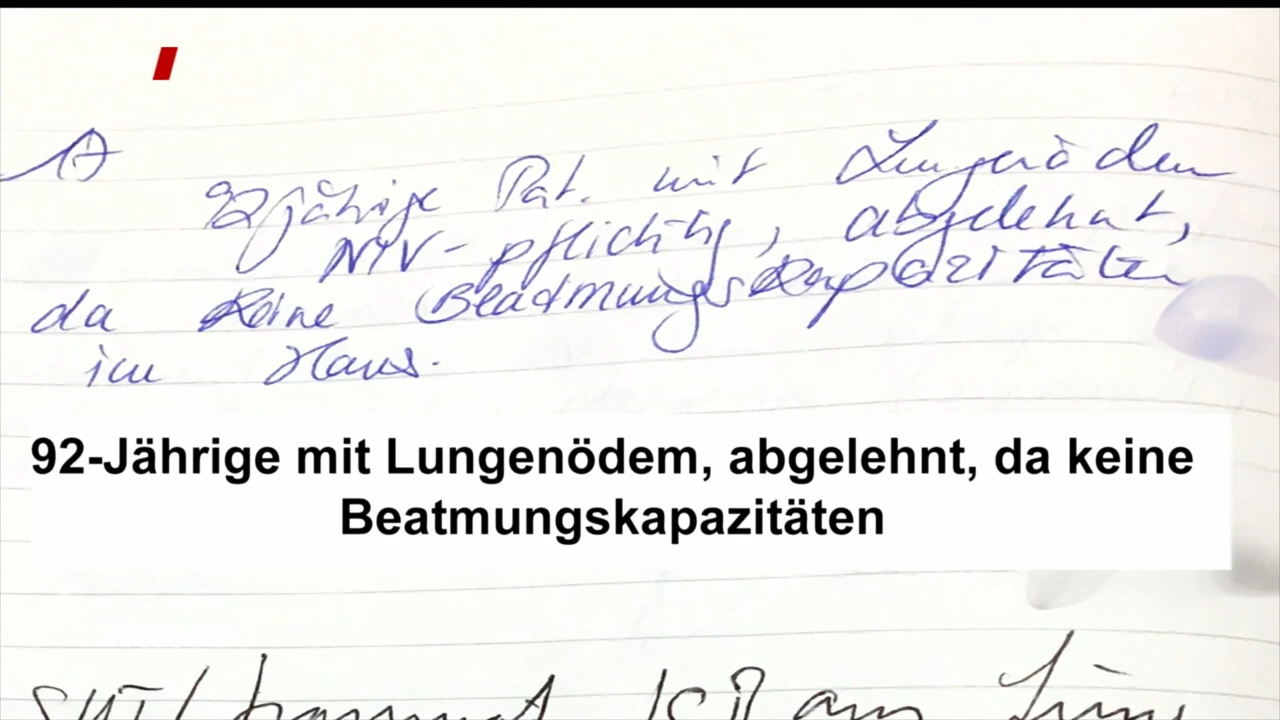 92jährige Pat. mit Lungenödem
NIV-pflichtig, abgelehnt,
da keine Beatmungskapazitäten
im Haus.
92-Jährige mit Lungenödem, abgelehnt, da keine
Beatmungskapazitäten